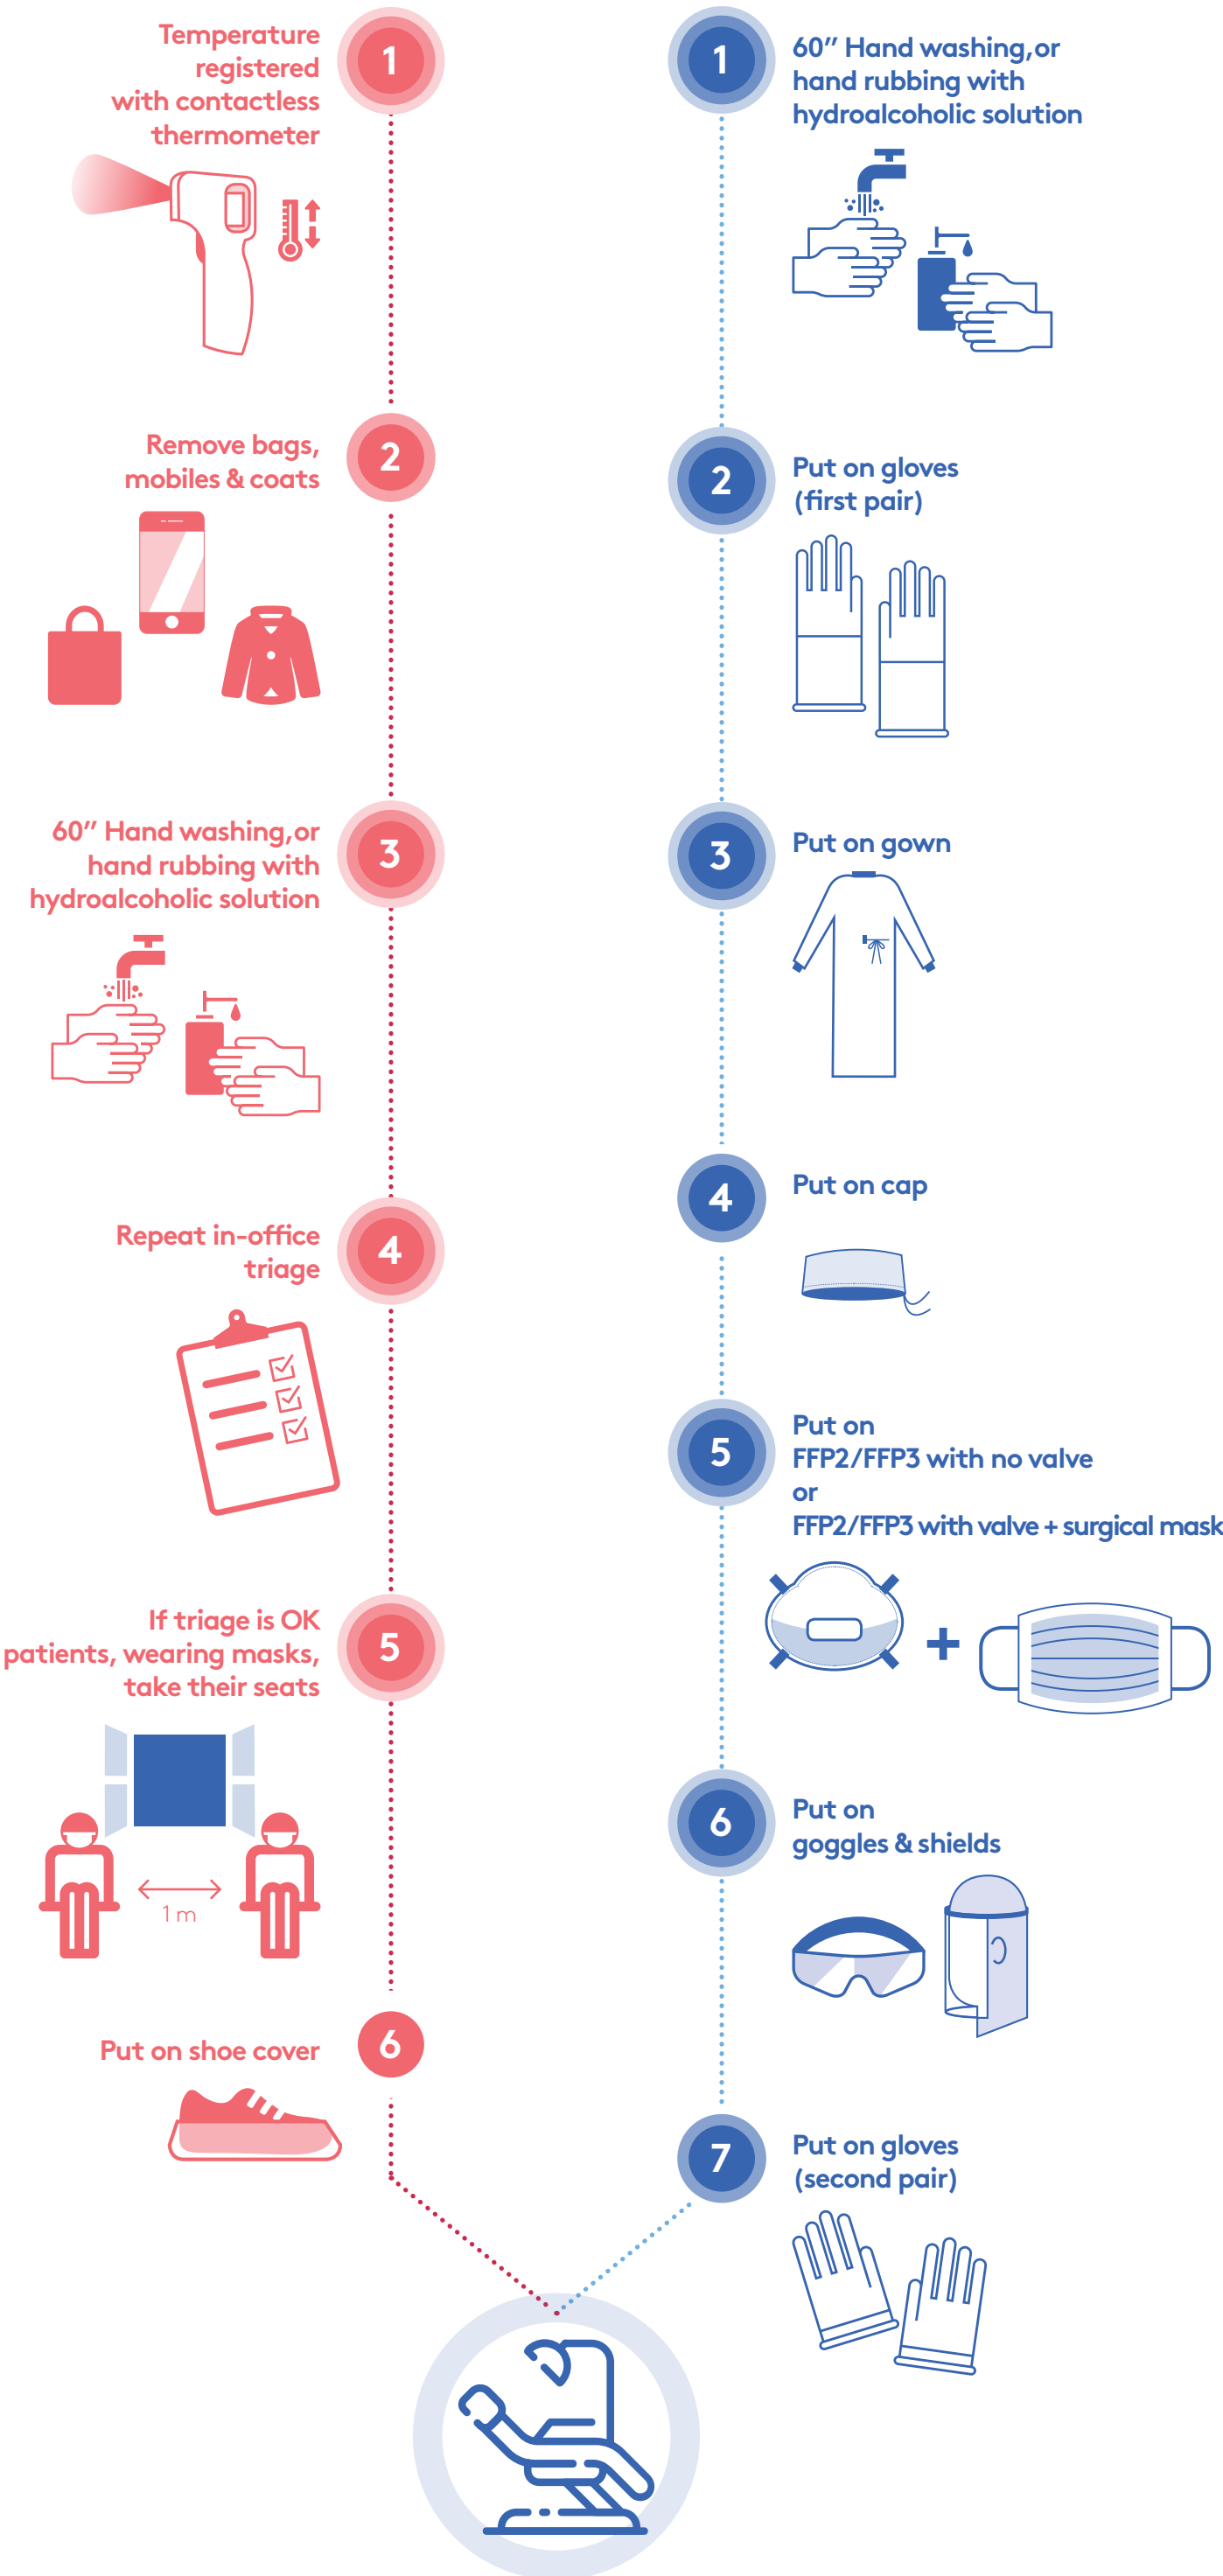 1
Temperature
registered
with contactless
thermometer
2
Remove bags,
mobiles & coats
3
60″ Hand washing, or
hand rubbing with
hydroalcoholic solution
4
Repeat in-office
triage
5
If triage is OK
patients, wearing masks,
take their seats
1 m
6
Put on shoe cover
1
60″ Hand washing, or
hand rubbing with
hydroalcoholic solution
2
Put on gloves
(first pair)
3
Put on gown
4
Put on cap
5
Put on
FFP2/FFP3 with no valve
or
FFP2/FFP3 with valve + surgical mask
6
Put on
goggles & shields
7
Put on gloves
(second pair)